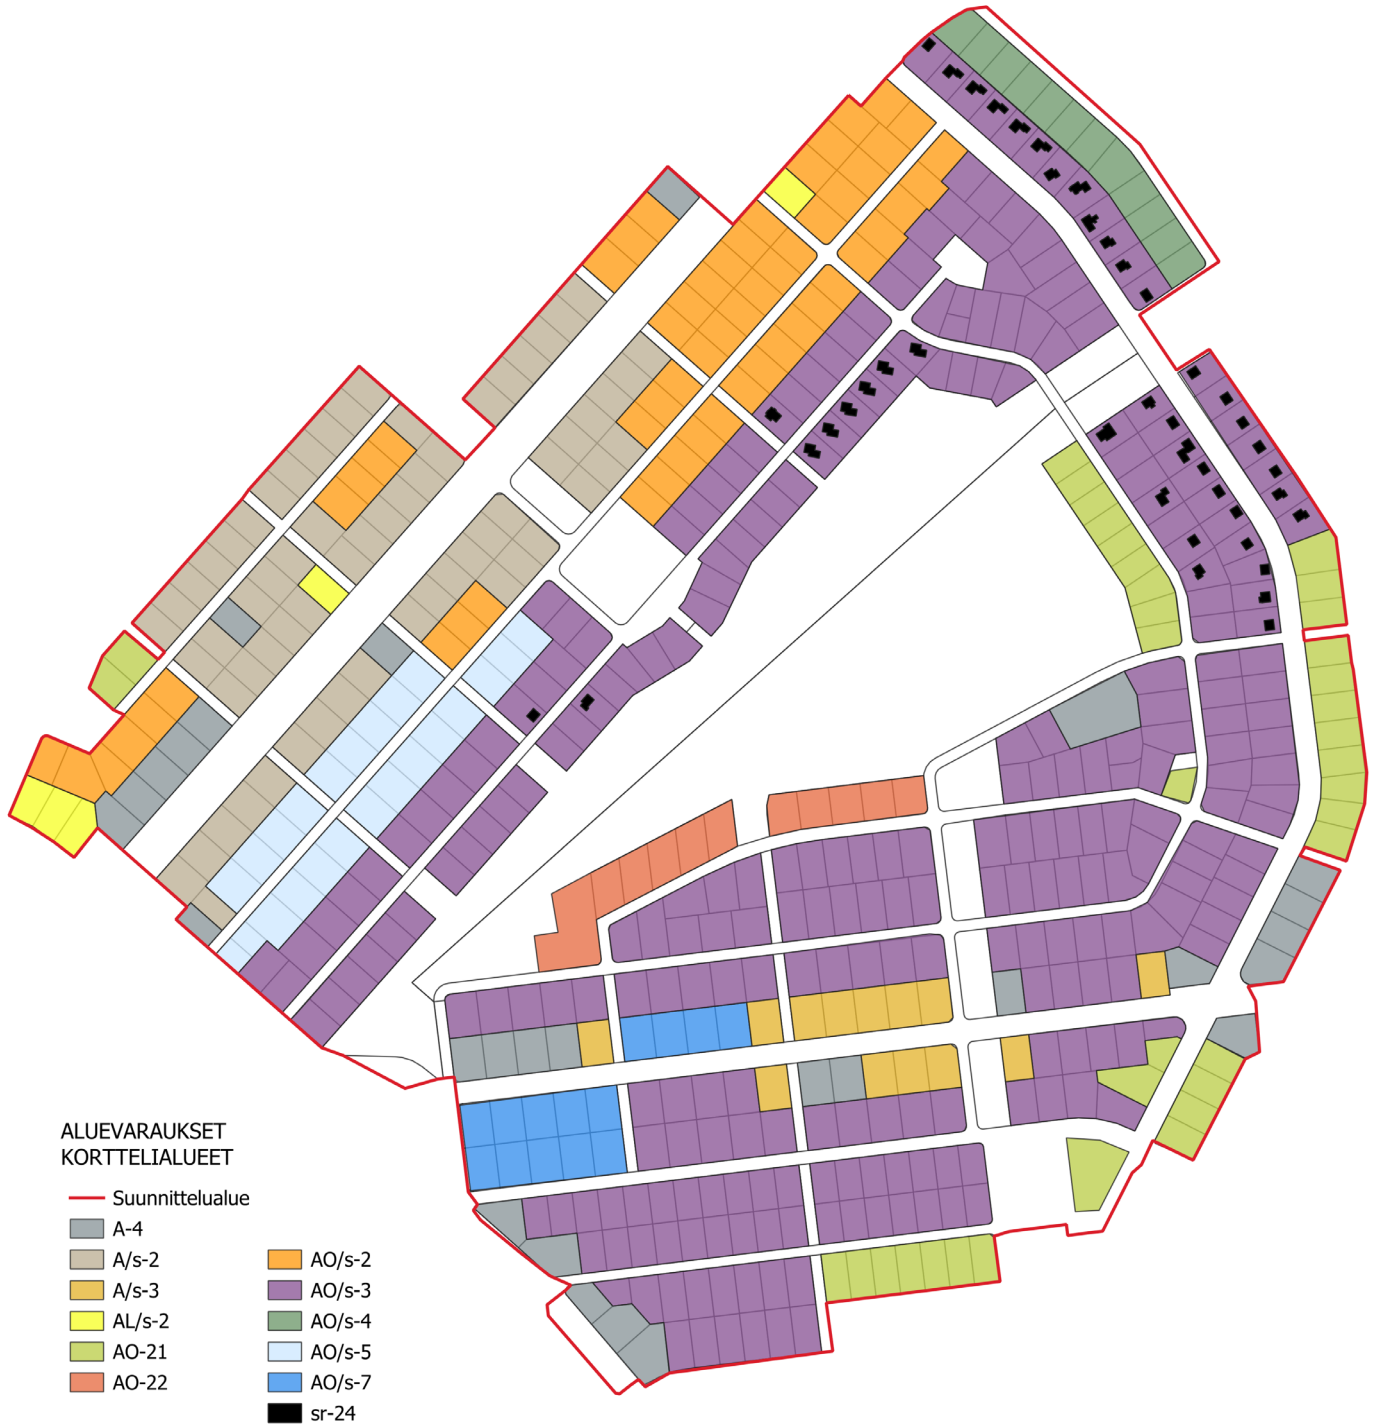 ALUEVARAUKSET
KORTTELIALUEET
Suunnittelualue
A-4
A/s-2
A/s-3
AL/s-2
AO-21
AO-22
AO/s-2
AO/s-3
AO/s-4
AO/s-5
AO/s-7
sr-24